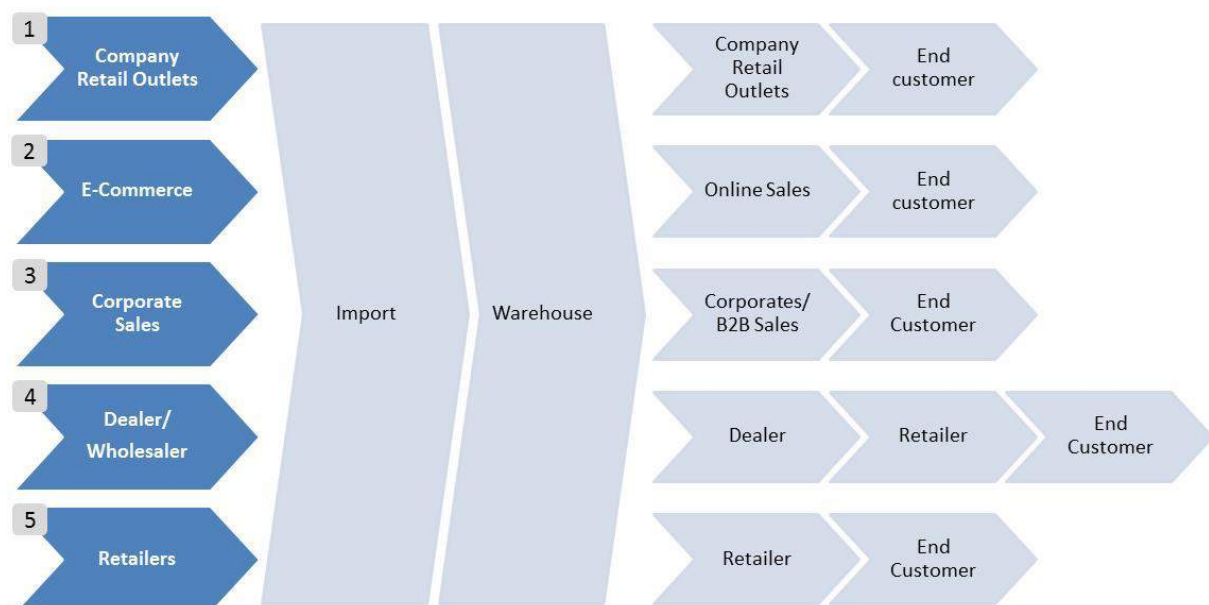 1
Company
Retail Outlets
Company
Retail
Outlets
End
customer
2
E-Commerce
Online Sales
End
customer
3
Corporate
Sales
Import
Warehouse
Corporates/
B2B Sales
End
Customer
4
Dealer/
Wholesaler
Dealer
Retailer
End
Customer
5
Retailers
Retailer
End
Customer